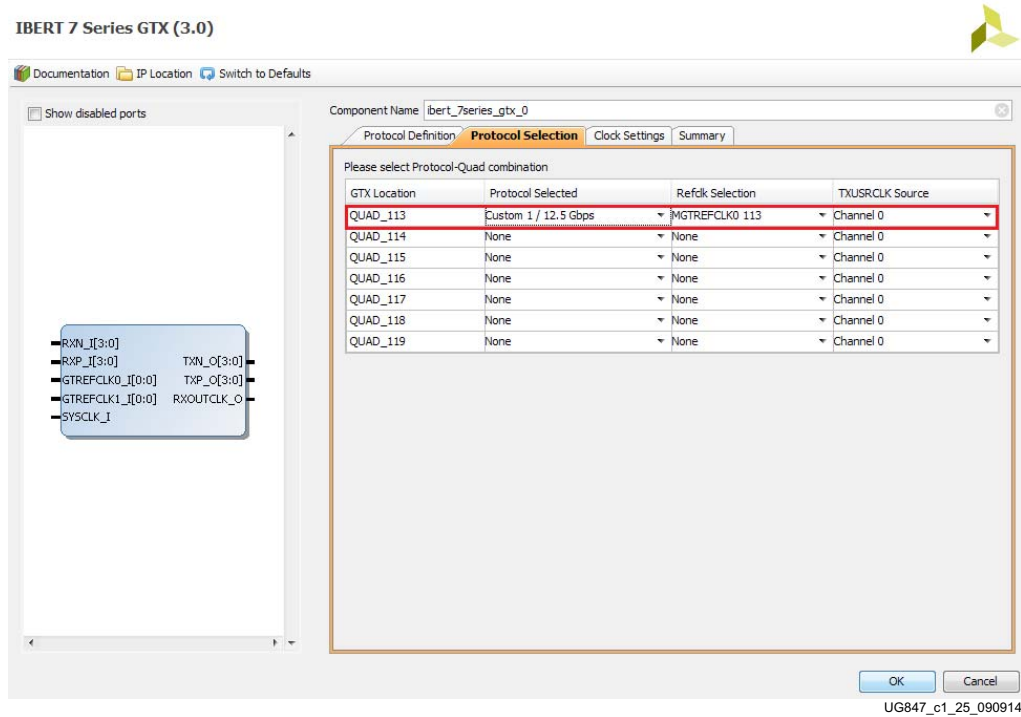 IBERT 7 Series GTX (3.0)
Documentation IP Location Switch to Defaults
Show disabled ports
RXN_I[3:0]
RXP_I[3:0] TXN_O[3:0]
GTREFCLK0_I[0:0] TXP_O[3:0]
GTREFCLK1_I[0:0] RXOUTCLK_O
SYSCLK_I
Component Name ibert_7series_gtx_0
Protocol Definition Protocol Selection Clock Settings Summary
Please select Protocol-Quad combination
GTX Location Protocol Selected Refclk Selection TXUSRCLK Source
QUAD_113 Custom 1 / 12.5 Gbps MGTREFCLK0 113 Channel 0
QUAD_114 None None Channel 0
QUAD_115 None None Channel 0
QUAD_116 None None Channel 0
QUAD_117 None None Channel 0
QUAD_118 None None Channel 0
QUAD_119 None None Channel 0
OK Cancel
UG847_c1_25_090914